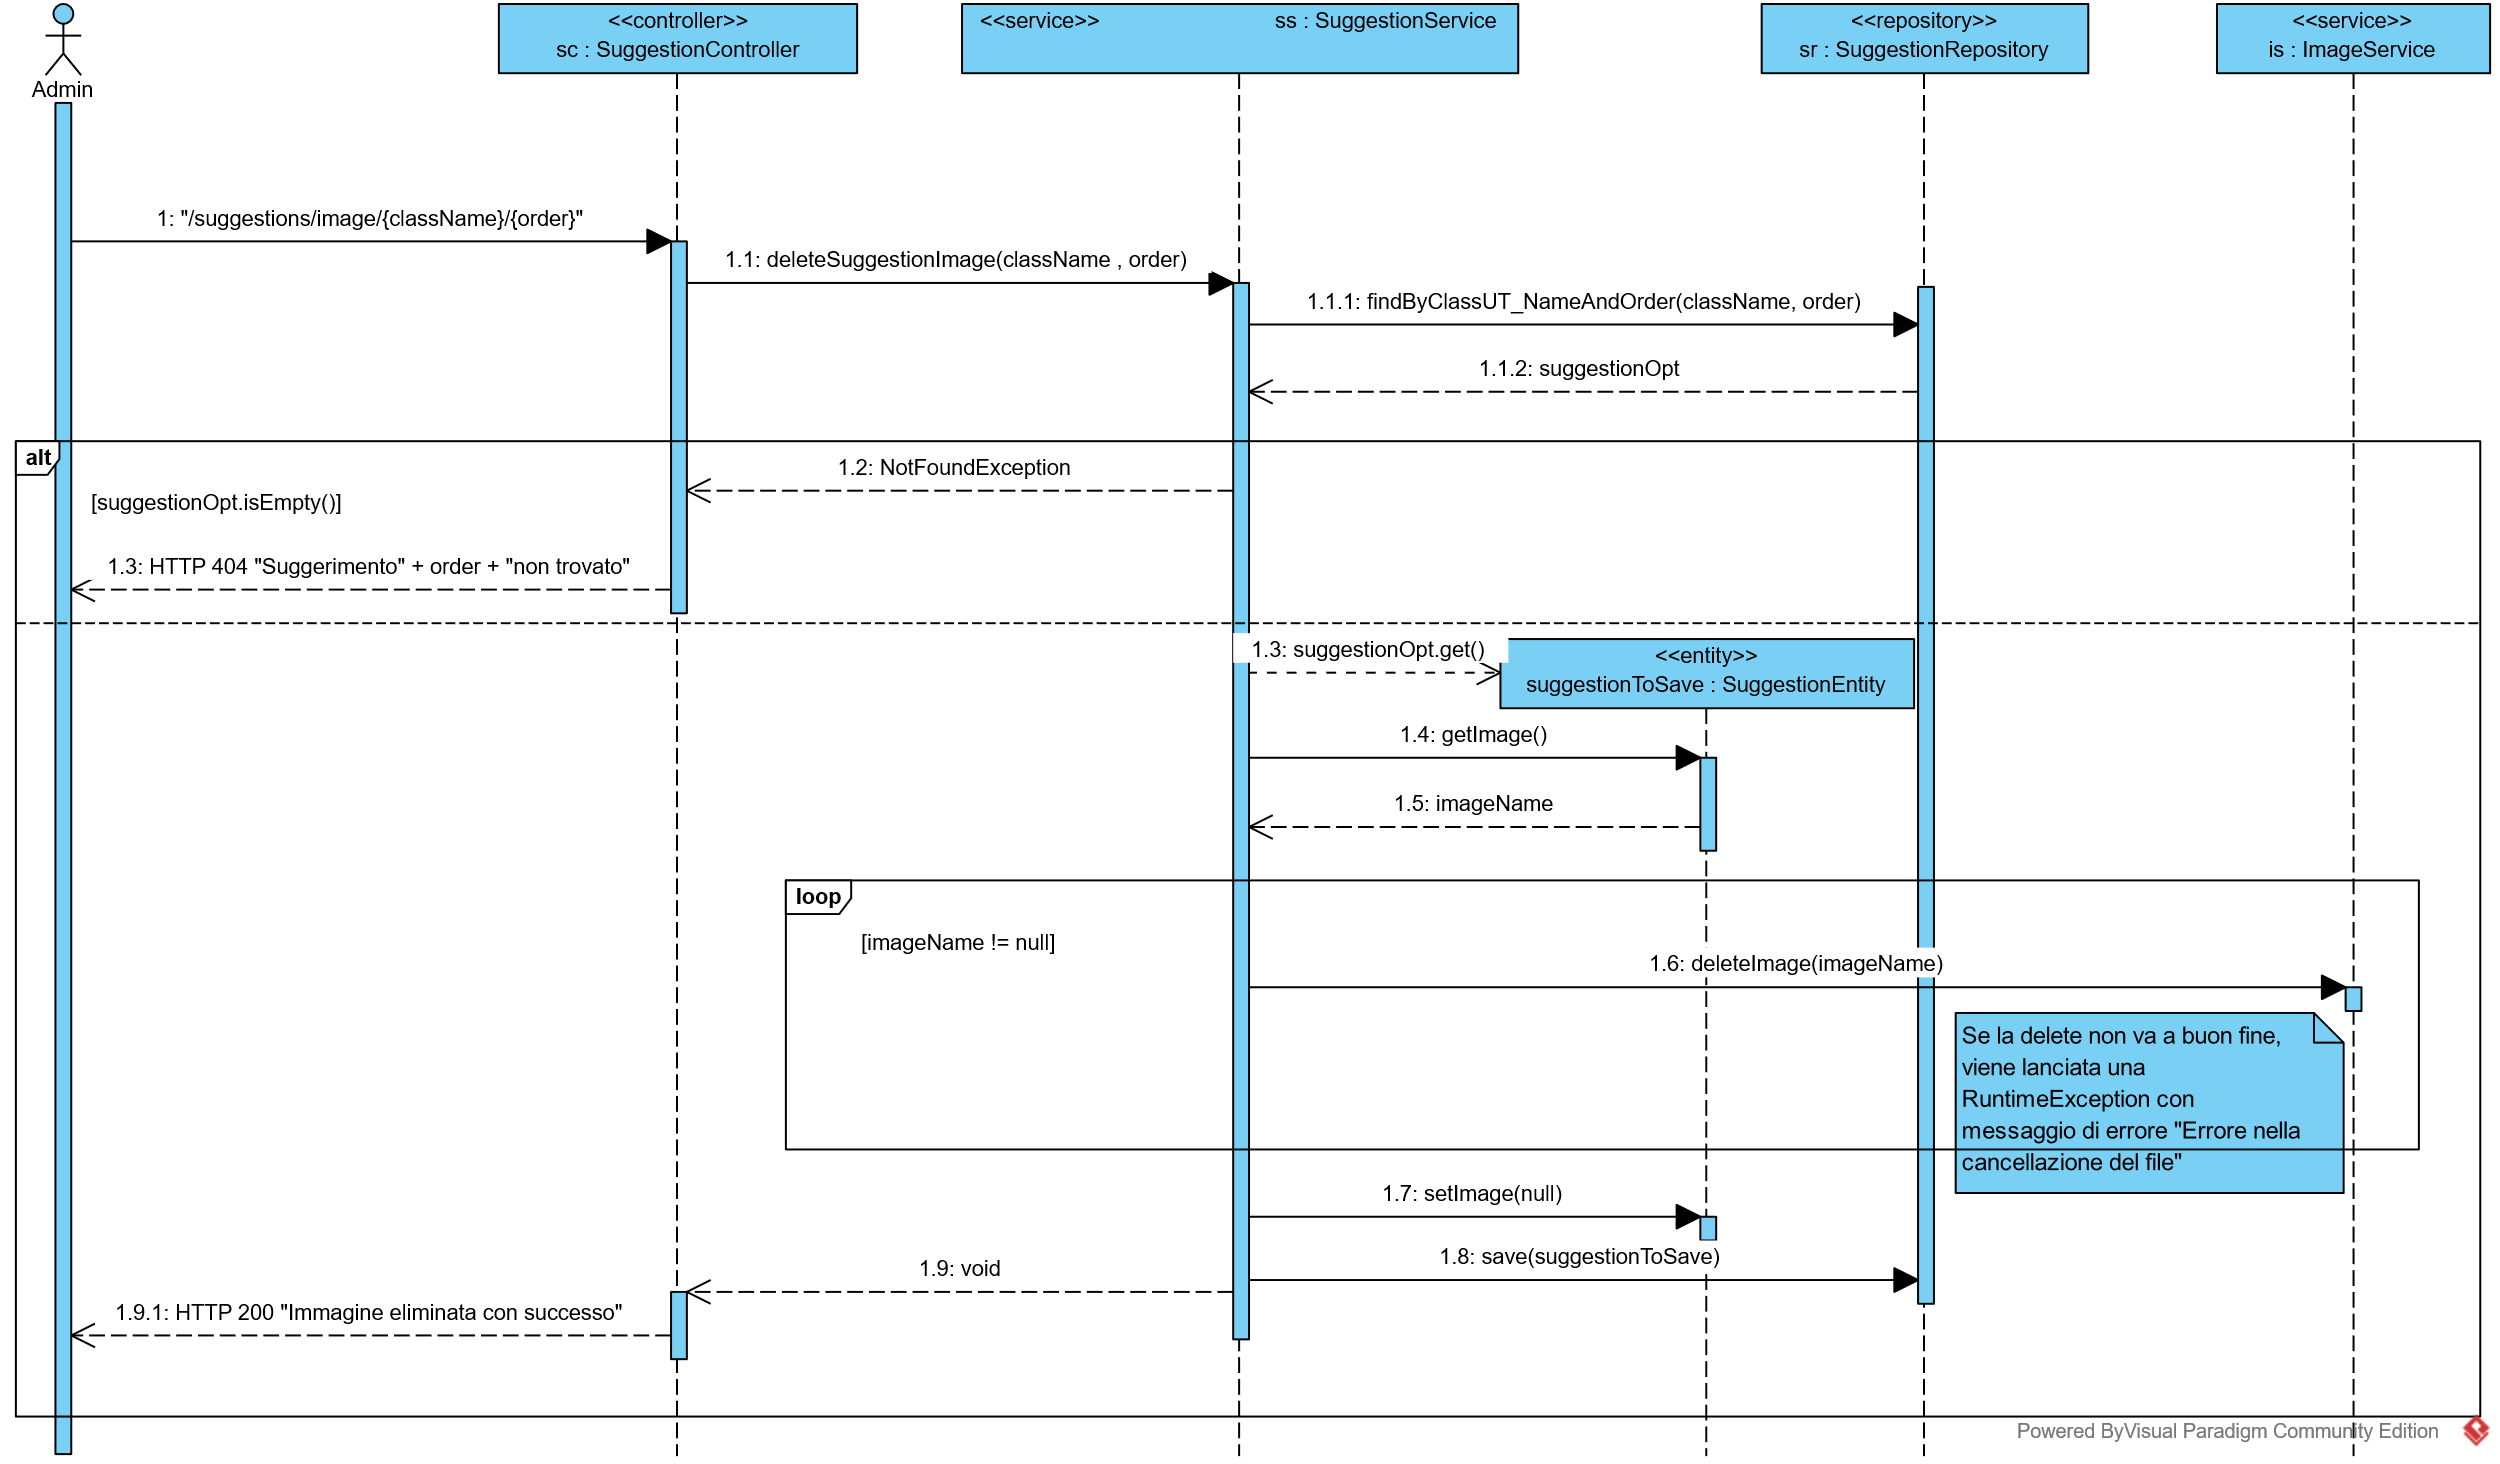 Admin
<<controller>>
sc : SuggestionController
<<service>> ss : SuggestionService
<<repository>>
sr : SuggestionRepository
<<service>>
is : ImageService
1: "/suggestions/image/{className}/{order}"
1.1: deleteSuggestionImage(className , order)
1.1.1: findByClassUT_NameAndOrder(className, order)
1.1.2: suggestionOpt
alt
1.2: NotFoundException
[suggestionOpt.isEmpty()]
1.3: HTTP 404 "Suggerimento" + order + "non trovato"
1.3: suggestionOpt.get()
<<entity>>
suggestionToSave : SuggestionEntity
1.4: getImage()
1.5: imageName
loop
[imageName != null]
1.6: deleteImage(imageName)
Se la delete non va a buon fine,
viene lanciata una
RuntimeException con
messaggio di errore "Errore nella
cancellazione del file"
1.7: setImage(null)
1.8: save(suggestionToSave)
1.9: void
1.9.1: HTTP 200 "Immagine eliminata con successo"
Powered ByVisual Paradigm Community Edition